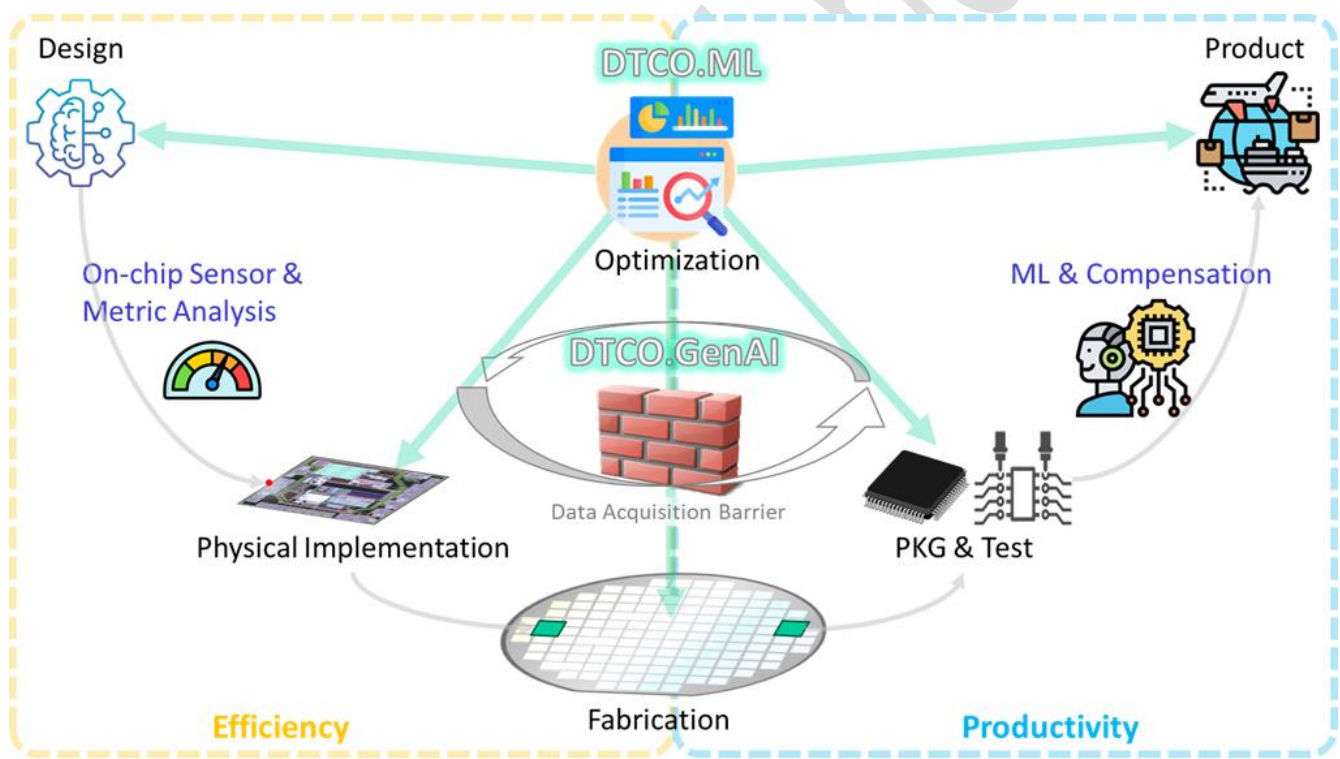 Design
DTCO.ML
Product
Optimization
On-chip Sensor &
Metric Analysis
ML & Compensation
DTCO.GenAI
Data Acquisition Barrier
Physical Implementation
PKG & Test
Fabrication
Efficiency
Productivity